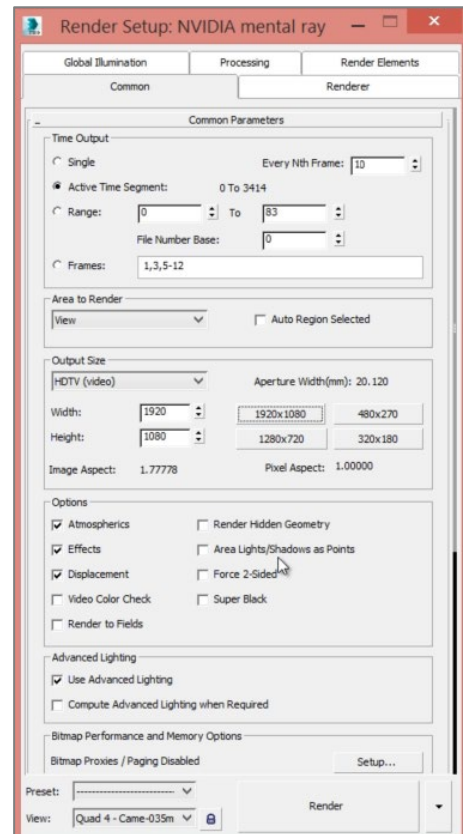 Render Setup: NVIDIA mental ray
Global Illumination Processing Render Elements
Common Renderer
Common Parameters
Time Output
Single Every Nth Frame: 10
Active Time Segment: 0 To 3414
Range: 0 To 83
File Number Base: 0
Frames: 1,3,5-12
Area to Render
View Auto Region Selected
Output Size
HDTV (video) Aperture Width(mm): 20.120
Width: 1920 1920x1080 480x270
Height: 1080 1280x720 320x180
Image Aspect: 1.77778 Pixel Aspect: 1.00000
Options
Atmospherics Render Hidden Geometry
Effects Area Lights/Shadows as Points
Displacement Force 2-Sided
Video Color Check Super Black
Render to Fields
Advanced Lighting
Use Advanced Lighting
Compute Advanced Lighting when Required
Bitmap Performance and Memory Options
Bitmap Proxies / Paging Disabled Setup...
Preset: --------------------
View: Quad 4 - Came-035m Render